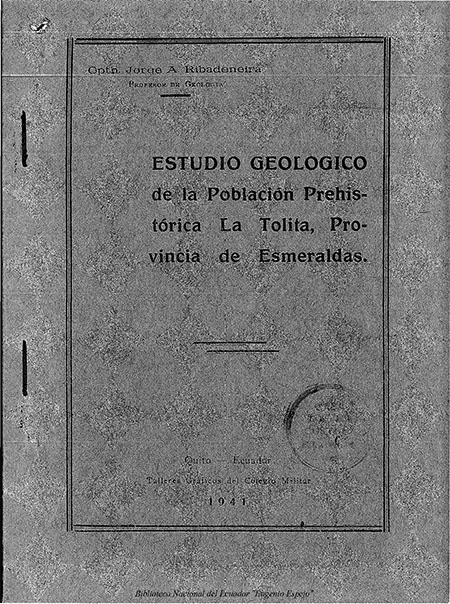 Cptn. Jorge A. Ribadeneira
PROFESOR DE GEOLOGIA
ESTUDIO GEOLOGICO
de la Población Prehis-
tórica La Tolita, Pro-
vincia de Esmeraldas.
Quito — Ecuador
Talleres Gráficos del Colegio Militar
1941
Biblioteca Nacional del Ecuador "Eugenio Espejo"